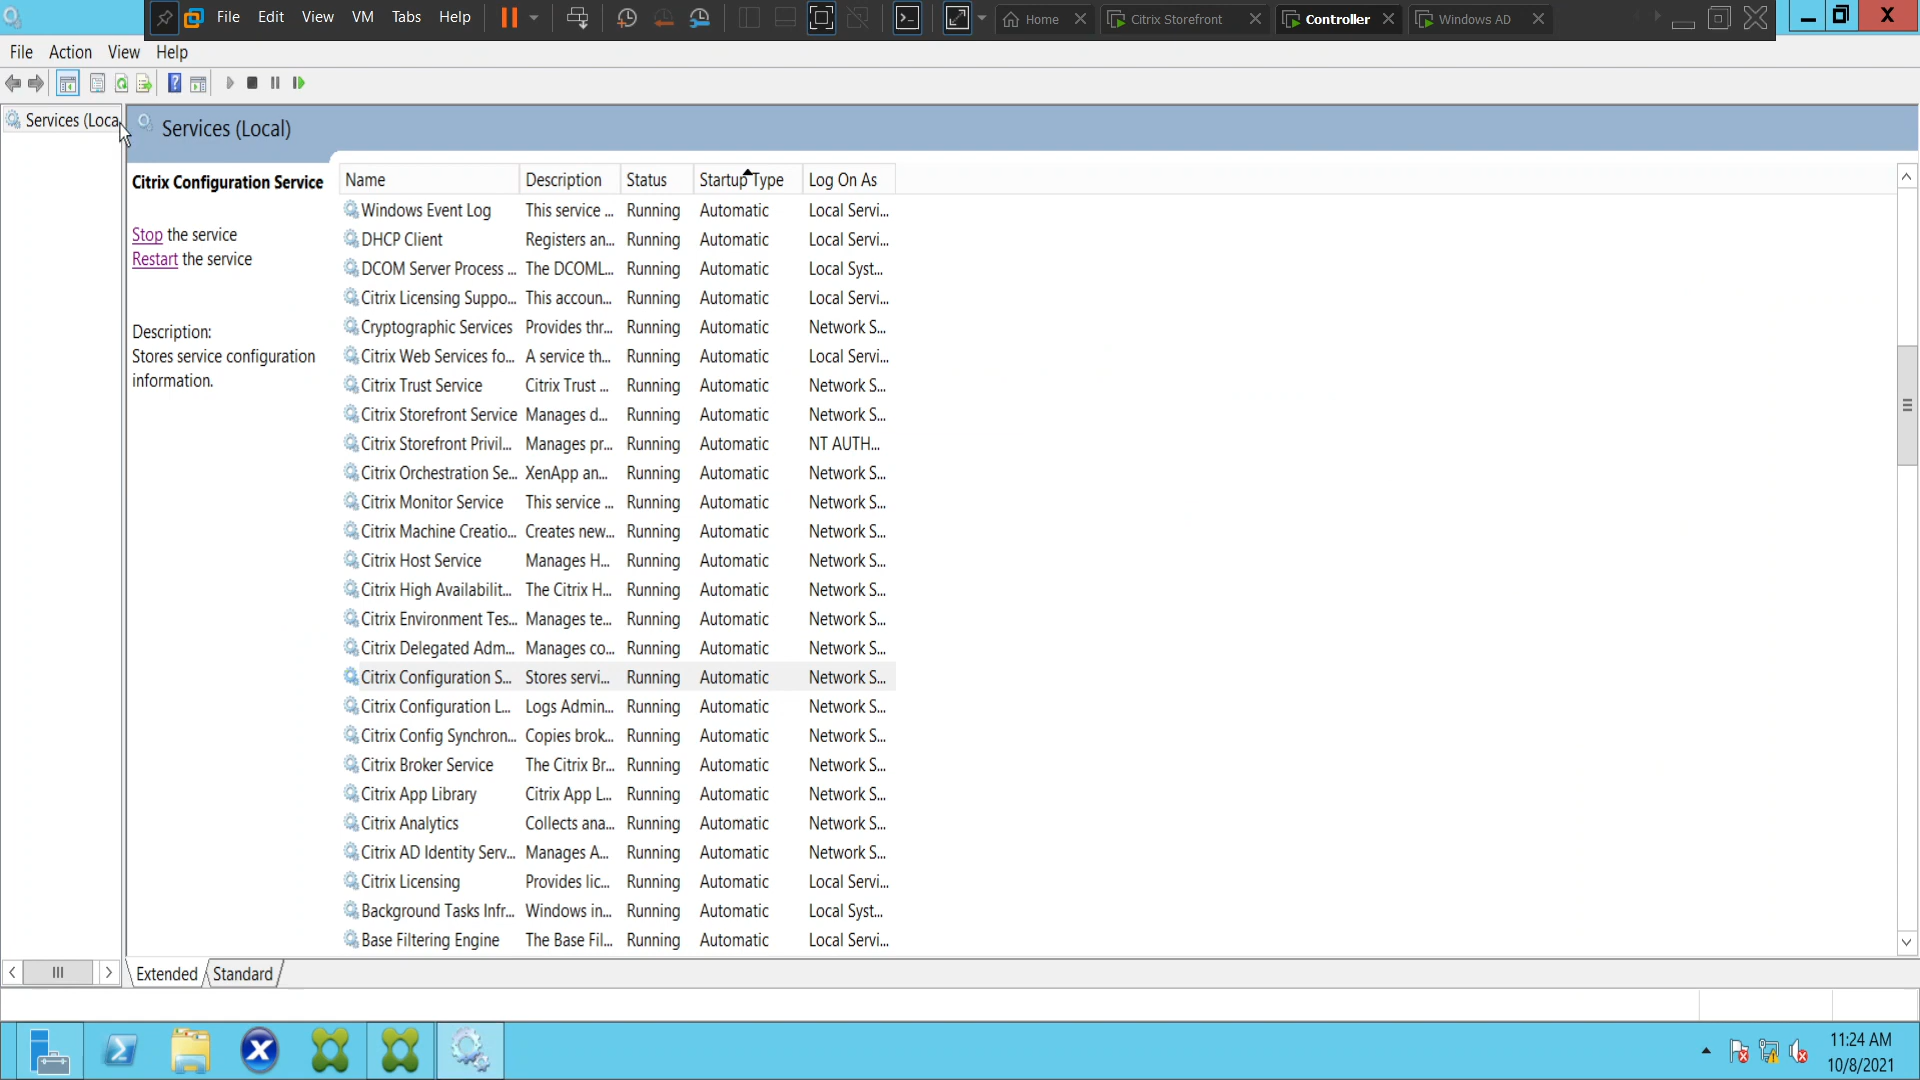 File Edit View VM Tabs Help Home Citrix Storefront Controller Windows AD
File Action View Help
Services (Loca
Services (Local)
Citrix Configuration Service
Stop the service
Restart the service
Description:
Stores service configuration
information.
Name Description Status Startup Type Log On As
Windows Event Log This service ... Running Automatic Local Servi...
DHCP Client Registers an... Running Automatic Local Servi...
DCOM Server Process ... The DCOML... Running Automatic Local Syst...
Citrix Licensing Suppo... This accoun... Running Automatic Local Servi...
Cryptographic Services Provides thr... Running Automatic Network S...
Citrix Web Services fo... A service th... Running Automatic Local Servi...
Citrix Trust Service Citrix Trust ... Running Automatic Network S...
Citrix Storefront Service Manages d... Running Automatic Network S...
Citrix Storefront Privil... Manages pr... Running Automatic NT AUTH...
Citrix Orchestration Se... XenApp an... Running Automatic Network S...
Citrix Monitor Service This service ... Running Automatic Network S...
Citrix Machine Creatio... Creates new... Running Automatic Network S...
Citrix Host Service Manages H... Running Automatic Network S...
Citrix High Availabilit... The Citrix H... Running Automatic Network S...
Citrix Environment Tes... Manages te... Running Automatic Network S...
Citrix Delegated Adm... Manages co... Running Automatic Network S...
Citrix Configuration S... Stores servi... Running Automatic Network S...
Citrix Configuration L... Logs Admin... Running Automatic Network S...
Citrix Config Synchron... Copies brok... Running Automatic Network S...
Citrix Broker Service The Citrix Br... Running Automatic Network S...
Citrix App Library Citrix App L... Running Automatic Network S...
Citrix Analytics Collects ana... Running Automatic Network S...
Citrix AD Identity Serv... Manages A... Running Automatic Network S...
Citrix Licensing Provides lic... Running Automatic Local Servi...
Background Tasks Infr... Windows in... Running Automatic Local Syst...
Base Filtering Engine The Base Fil... Running Automatic Local Servi...
Extended Standard
11:24 AM
10/8/2021